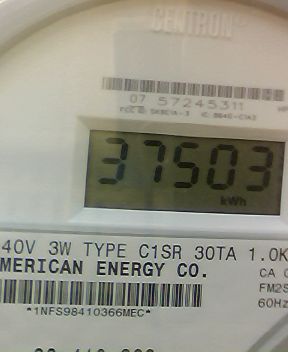 CENTRON
07 57245311
37503
kWh
40V 3W TYPE C1SR 30TA 1.0K
MERICAN ENERGY CO.
CA
FM2S
60Hz
*1NFS98410366MEC*